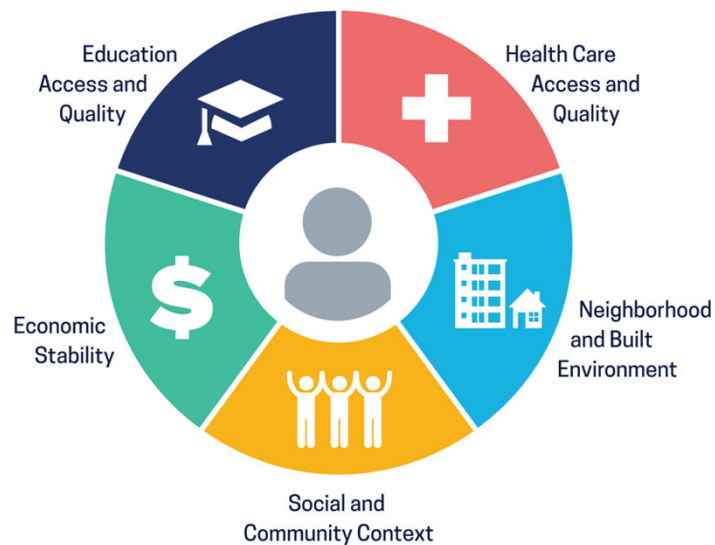 Education
Access and
Quality
Health Care
Access and
Quality
Economic
Stability
Neighborhood
and Built
Environment
Social and
Community Context